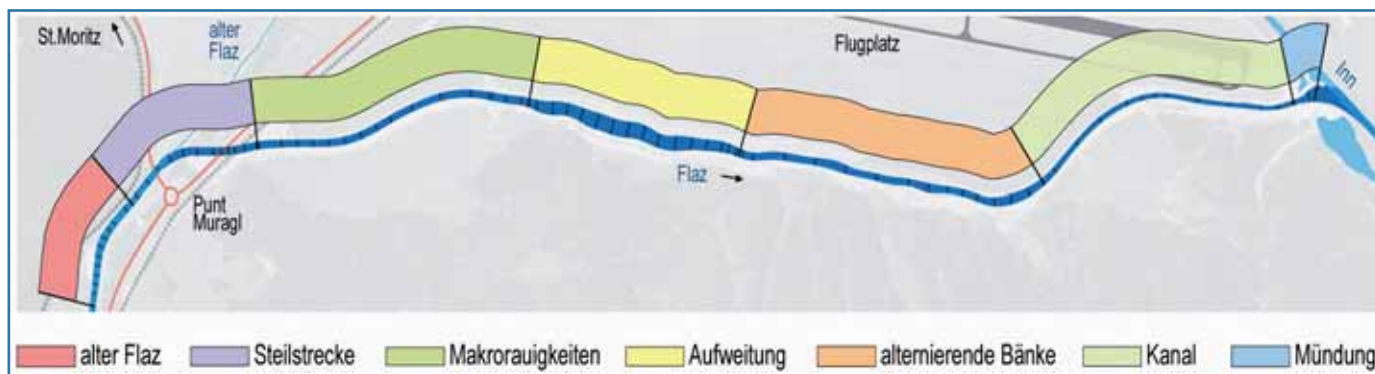 St.Moritz
alter
Flaz
Flugplatz
Inn
Punt
Muragl
Flaz
alter Flaz
Steilstrecke
Makrorauigkeiten
Aufweitung
alternierende Bänke
Kanal
Mündung